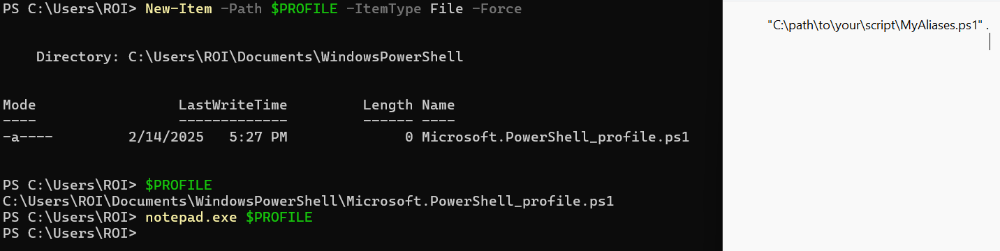 PS C:\Users\ROI> New-Item -Path $PROFILE -ItemType File -Force
Directory: C:\Users\ROI\Documents\WindowsPowerShell
Mode LastWriteTime Length Name
---- ------------- ------ ----
-a---- 2/14/2025 5:27 PM 0 Microsoft.PowerShell_profile.ps1
PS C:\Users\ROI> $PROFILE
C:\Users\ROI\Documents\WindowsPowerShell\Microsoft.PowerShell_profile.ps1
PS C:\Users\ROI> notepad.exe $PROFILE
PS C:\Users\ROI>
"C:\path\to\your\script\MyAliases.ps1" .